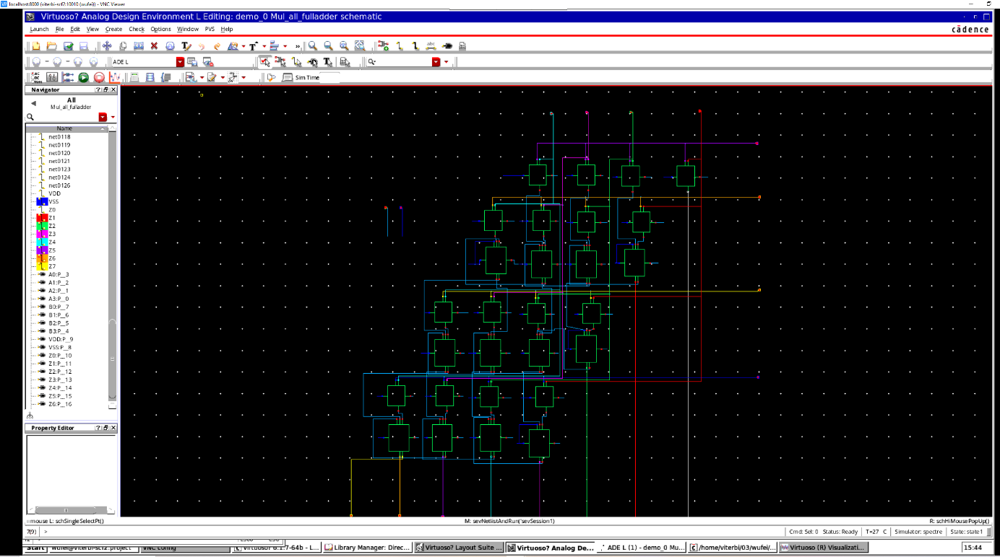 localhost:8000 (viterbi-scf2:10010 (wufei)) - VNC Viewer
Virtuoso? Analog Design Environment L Editing: demo_0 Mul_all_fulladder schematic
Launch File Edit View Create Check Options Window PVS Help
cādence
ADE L
Sim Time
Navigator
All
Mul_all_fulladder
Name
net0118
net0119
net0120
net0121
net0123
net0124
net0126
VDD
VSS
Z0
Z1
Z2
Z3
Z4
Z5
Z6
Z7
A0:P__3
A1:P__2
A2:P__1
A3:P__0
B0:P__7
B1:P__6
B2:P__5
B3:P__4
VDD:P__9
VSS:P__8
Z0:P__10
Z1:P__11
Z2:P__12
Z3:P__13
Z4:P__14
Z5:P__15
Z6:P__16
Property Editor
mouse L: schSingleSelectPt()
M: sevNetlistAndRun('sevSession1)
R: schHiMousePopUp()
7(9) >
Cmd: Sel: 0 Status: Ready T=27 C Simulator: spectre State: state1
Start
wufei@viterbi-scf2:project
VNC config
Virtuoso? 6.1.7-64b - L...
Library Manager: Direc...
Virtuoso? Layout Suite ...
Virtuoso? Analog De...
ADE L (1) - demo_0 Mu...
/home/viterbi/03/wufei/...
Virtuoso (R) Visualizati...
15:44